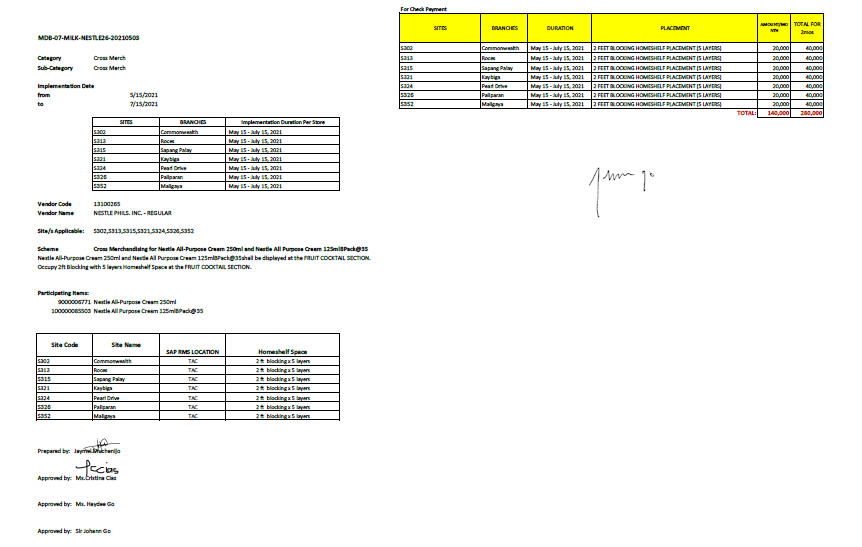 MDB-07-MILK-NESTLE26-20210503
Category Cross Merch
Sub-Category Cross Merch
Implementation Date
from 5/15/2021
to 7/15/2021
SITES BRANCHES Implementation Duration Per Store
S302 Commonwealth May 15 - July 15, 2021
S313 Roces May 15 - July 15, 2021
S315 Sapang Palay May 15 - July 15, 2021
S321 Kaybiga May 15 - July 15, 2021
S324 Pearl Drive May 15 - July 15, 2021
S326 Paliparan May 15 - July 15, 2021
S352 Maligaya May 15 - July 15, 2021
Vendor Code 13100265
Vendor Name NESTLE PHILS. INC. - REGULAR
Site/s Applicable: S302,S313,S315,S321,S324,S326,S352
Scheme Cross Merchandising for Nestle All-Purpose Cream 250ml and Nestle All Purpose Cream 125mlBPack@35
Nestle All-Purpose Cream 250ml and Nestle All Purpose Cream 125mlBPack@35shall be displayed at the FRUIT COCKTAIL SECTION.
Occupy 2ft Blocking with 5 layers Homeshelf Space at the FRUIT COCKTAIL SECTION.
Participating Items:
9000006771 Nestle All-Purpose Cream 250ml
100000085503 Nestle All Purpose Cream 125mlBPack@35
Site Code Site Name SAP RMS LOCATION Homeshelf Space
S302 Commonwealth TAC 2 ft blocking x 5 layers
S313 Roces TAC 2 ft blocking x 5 layers
S315 Sapang Palay TAC 2 ft blocking x 5 layers
S321 Kaybiga TAC 2 ft blocking x 5 layers
S324 Pearl Drive TAC 2 ft blocking x 5 layers
S326 Paliparan TAC 2 ft blocking x 5 layers
S352 Maligaya TAC 2 ft blocking x 5 layers
Prepared by:
Approved by: Ms.Cristina Cias
Approved by: Ms. Haydee Go
Approved by: Sir Johann Go
For Check Payment
SITES BRANCHES DURATION PLACEMENT AMOUNT/MO NTH TOTAL FOR 2mos
S302 Commonwealth May 15 - July 15, 2021 2 FEET BLOCKING HOMESHELF PLACEMENT (5 LAYERS) 20,000 40,000
S313 Roces May 15 - July 15, 2021 2 FEET BLOCKING HOMESHELF PLACEMENT (5 LAYERS) 20,000 40,000
S315 Sapang Palay May 15 - July 15, 2021 2 FEET BLOCKING HOMESHELF PLACEMENT (5 LAYERS) 20,000 40,000
S321 Kaybiga May 15 - July 15, 2021 2 FEET BLOCKING HOMESHELF PLACEMENT (5 LAYERS) 20,000 40,000
S324 Pearl Drive May 15 - July 15, 2021 2 FEET BLOCKING HOMESHELF PLACEMENT (5 LAYERS) 20,000 40,000
S326 Paliparan May 15 - July 15, 2021 2 FEET BLOCKING HOMESHELF PLACEMENT (5 LAYERS) 20,000 40,000
S352 Maligaya May 15 - July 15, 2021 2 FEET BLOCKING HOMESHELF PLACEMENT (5 LAYERS) 20,000 40,000
TOTAL: 140,000 280,000